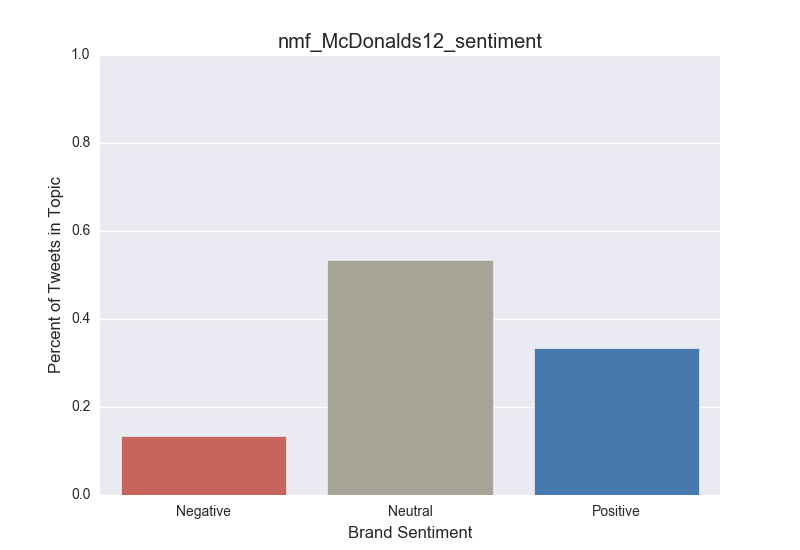 nmf_McDonalds12_sentiment
1.0
0.8
0.6
0.4
0.2
0.0
Percent of Tweets in Topic
Negative Neutral Positive
Brand Sentiment